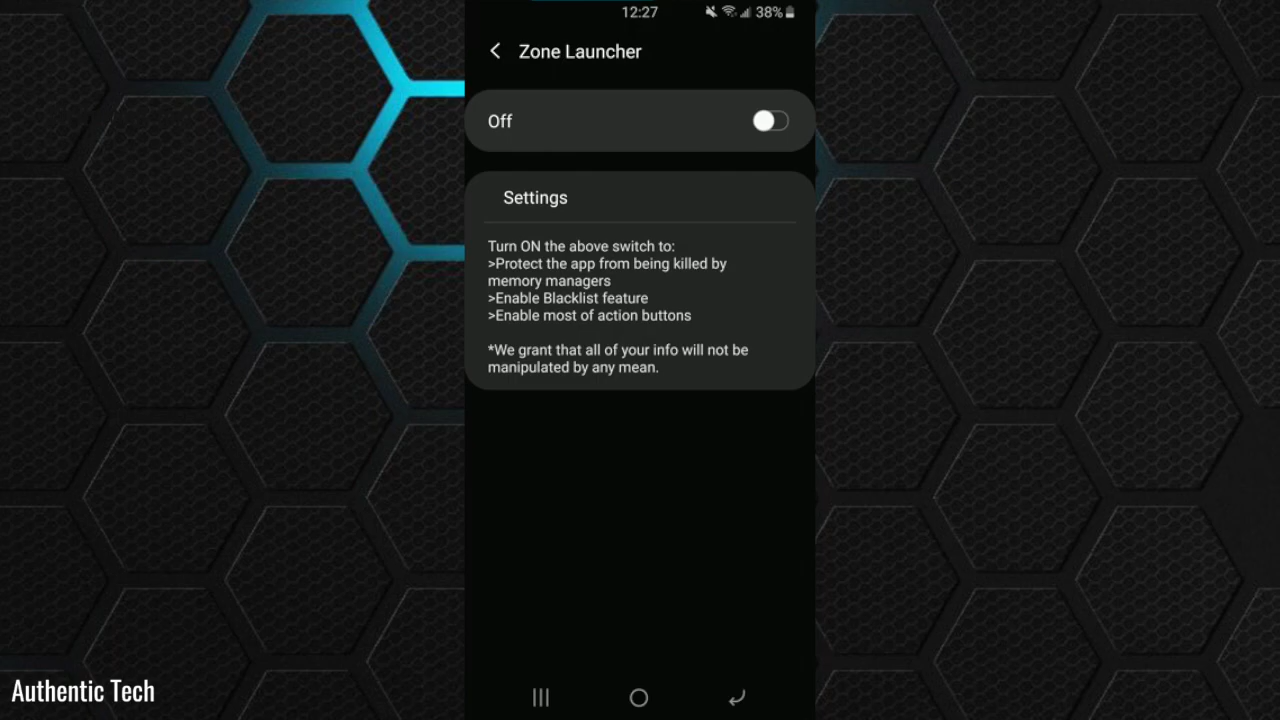 12:27
38%
Zone Launcher
Off
Settings
Turn ON the above switch to:
>Protect the app from being killed by
memory managers
>Enable Blacklist feature
>Enable most of action buttons
*We grant that all of your info will not be
manipulated by any mean.
Authentic Tech